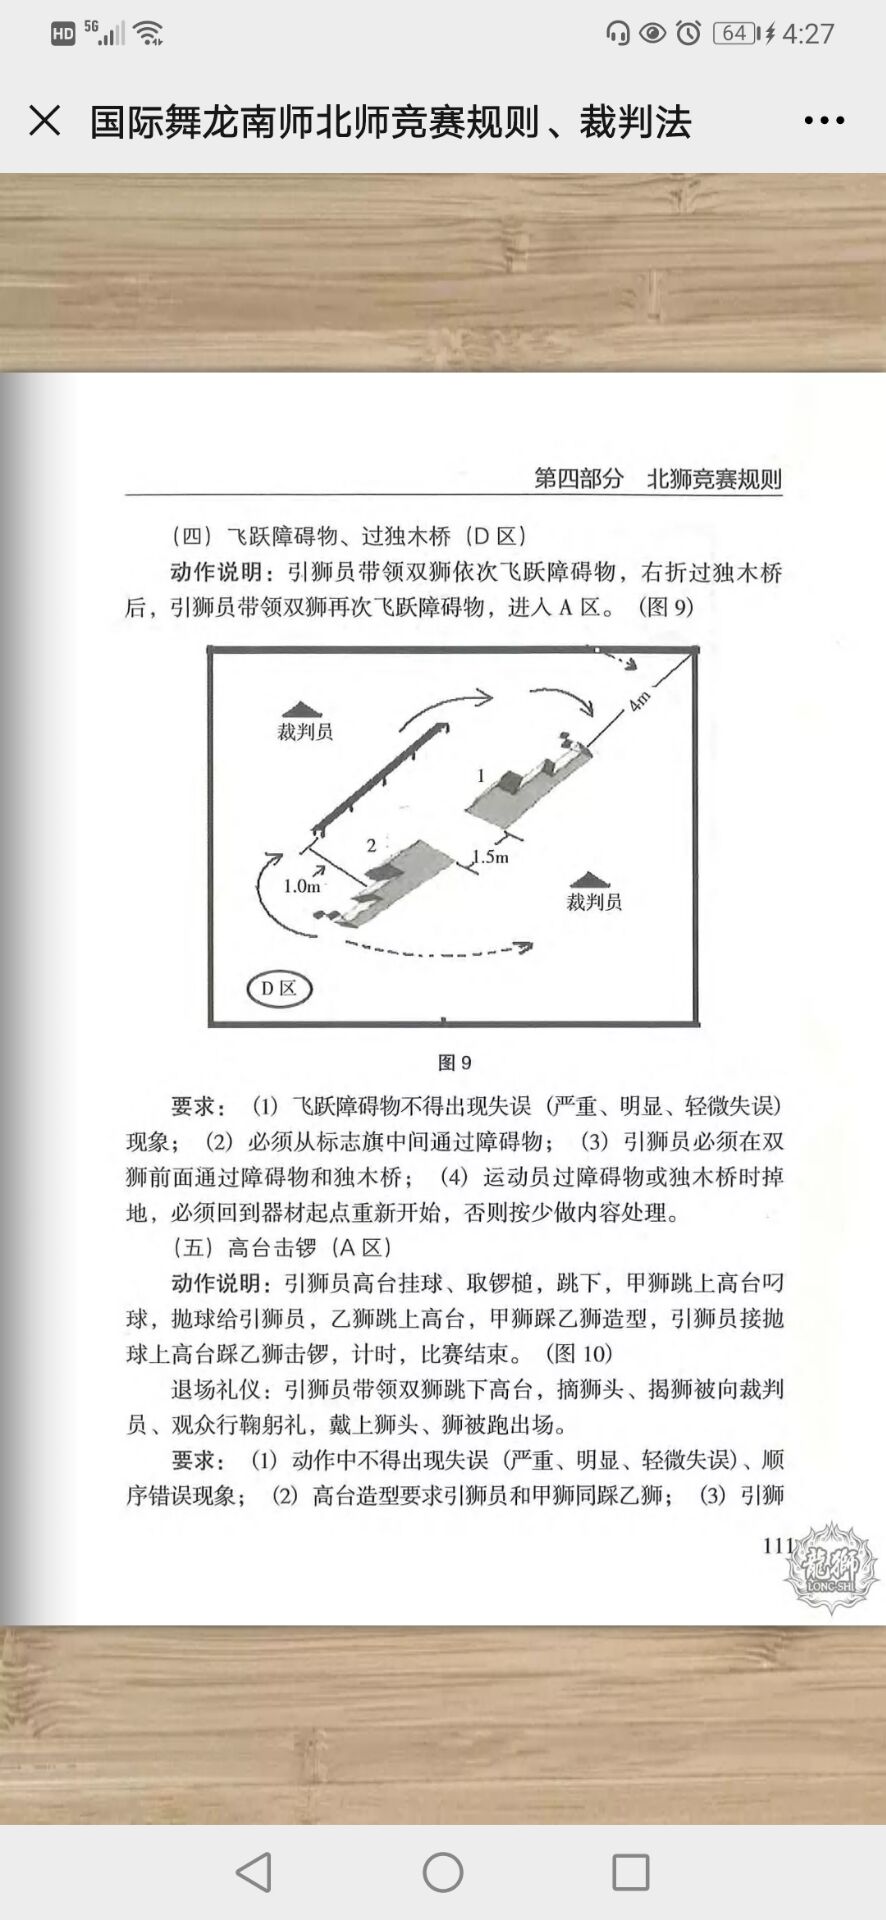 HD 5G 64 4:27
国际舞龙南师北师竞赛规则、裁判法
第四部分 北狮竞赛规则
（四）飞跃障碍物、过独木桥（D 区）
动作说明：引狮员带领双狮依次飞跃障碍物，右折过独木桥
后，引狮员带领双狮再次飞跃障碍物，进入 A 区。（图 9）
裁判员
4m
1
2
1.5m
1.0m
裁判员
D 区
图 9
要求：（1）飞跃障碍物不得出现失误（严重、明显、轻微失误）
现象；（2）必须从标志旗中间通过障碍物；（3）引狮员必须在双
狮前面通过障碍物和独木桥；（4）运动员过障碍物或独木桥时掉
地，必须回到器材起点重新开始，否则按少做内容处理。
（五）高台击锣（A 区）
动作说明：引狮员高台挂球、取锣槌，跳下，甲狮跳上高台叼
球，抛球给引狮员，乙狮跳上高台，甲狮踩乙狮造型，引狮员接抛
球上高台踩乙狮击锣，计时，比赛结束。（图 10）
退场礼仪：引狮员带领双狮跳下高台，摘狮头、揭狮被向裁判
员、观众行鞠躬礼，戴上狮头、狮被跑出场。
要求：（1）动作中不得出现失误（严重、明显、轻微失误）、顺
序错误现象；（2）高台造型要求引狮员和甲狮同踩乙狮；（3）引狮
111
龍獅
LONG-SHI